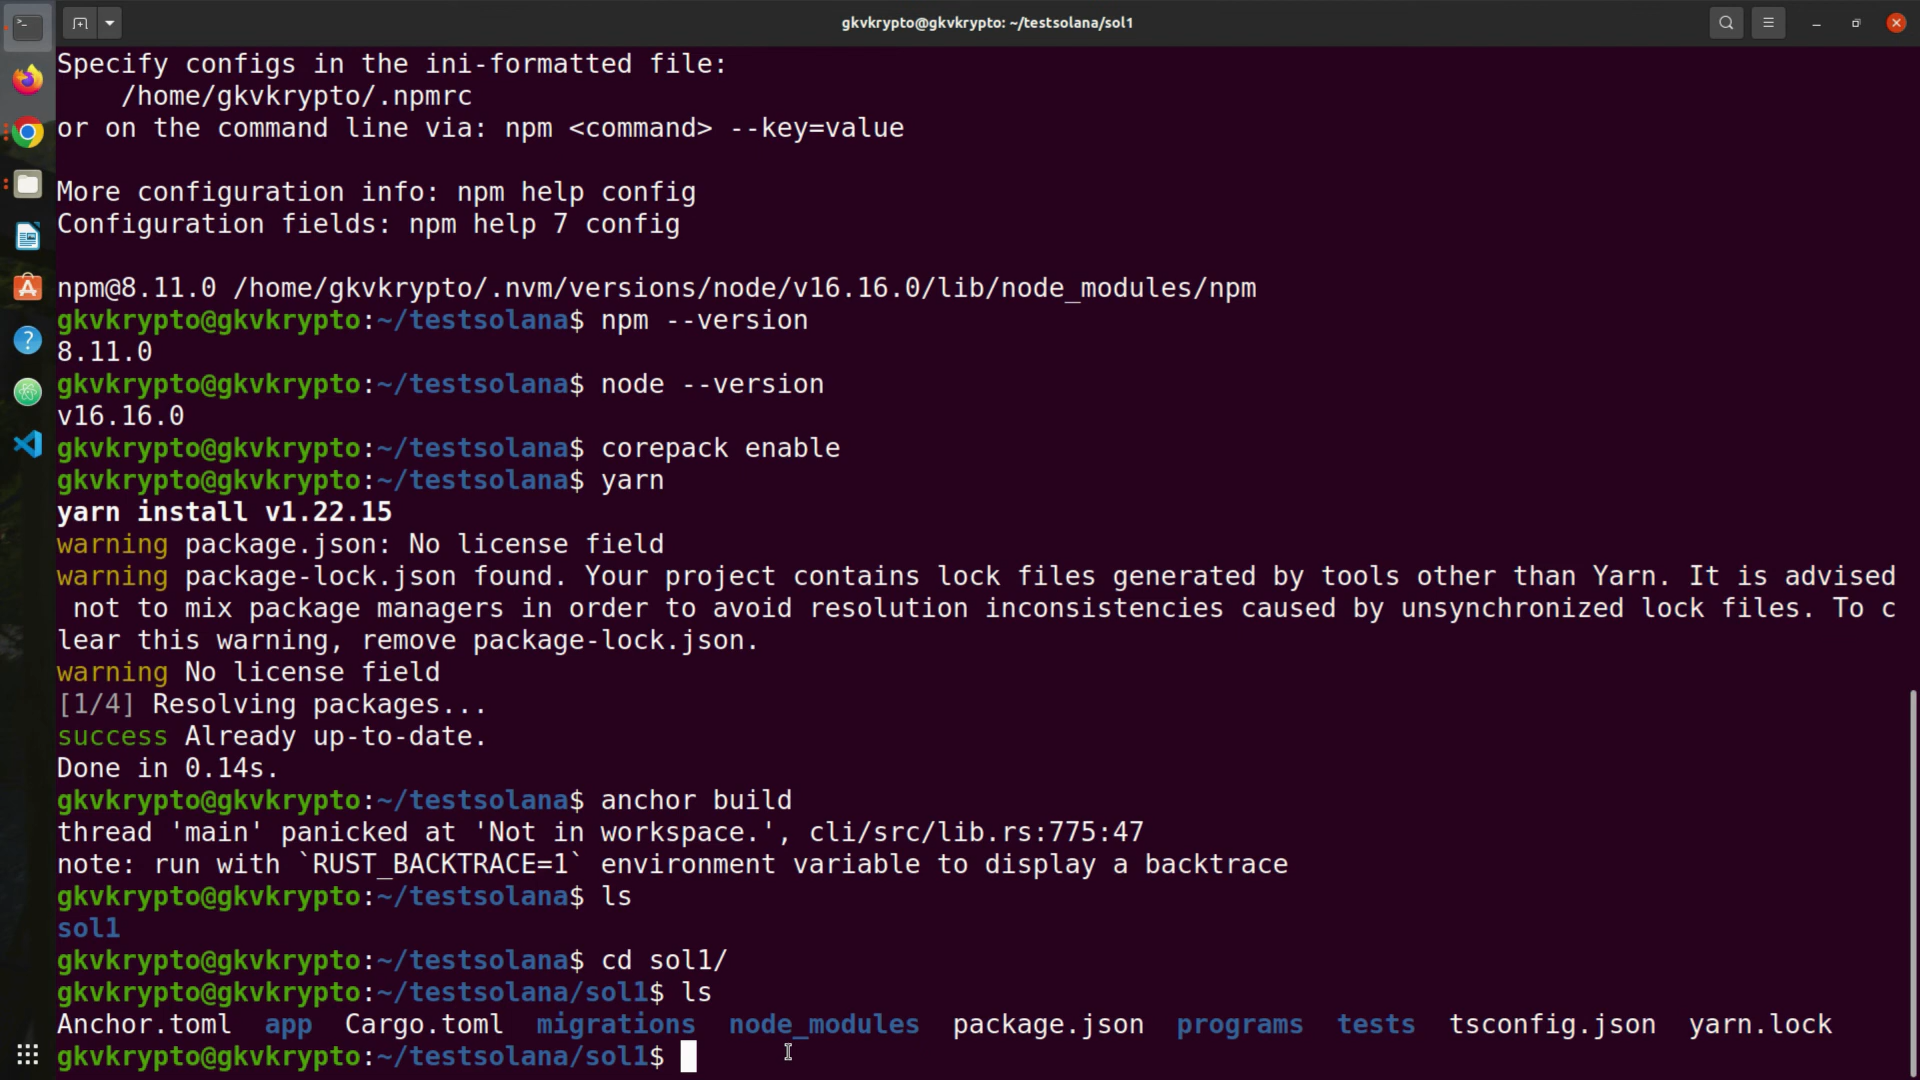 gkvkrypto@gkvkrypto: ~/testsolana/sol1
Specify configs in the ini-formatted file:
    /home/gkvkrypto/.npmrc
or on the command line via: npm <command> --key=value

More configuration info: npm help config
Configuration fields: npm help 7 config

npm@8.11.0 /home/gkvkrypto/.nvm/versions/node/v16.16.0/lib/node_modules/npm
gkvkrypto@gkvkrypto:~/testsolana$ npm --version
8.11.0
gkvkrypto@gkvkrypto:~/testsolana$ node --version
v16.16.0
gkvkrypto@gkvkrypto:~/testsolana$ corepack enable
gkvkrypto@gkvkrypto:~/testsolana$ yarn
yarn install v1.22.15
warning package.json: No license field
warning package-lock.json found. Your project contains lock files generated by tools other than Yarn. It is advised
 not to mix package managers in order to avoid resolution inconsistencies caused by unsynchronized lock files. To c
lear this warning, remove package-lock.json.
warning No license field
[1/4] Resolving packages...
success Already up-to-date.
Done in 0.14s.
gkvkrypto@gkvkrypto:~/testsolana$ anchor build
thread 'main' panicked at 'Not in workspace.', cli/src/lib.rs:775:47
note: run with `RUST_BACKTRACE=1` environment variable to display a backtrace
gkvkrypto@gkvkrypto:~/testsolana$ ls
sol1
gkvkrypto@gkvkrypto:~/testsolana$ cd sol1/
gkvkrypto@gkvkrypto:~/testsolana/sol1$ ls
Anchor.toml  app  Cargo.toml  migrations  node_modules  package.json  programs  tests  tsconfig.json  yarn.lock
gkvkrypto@gkvkrypto:~/testsolana/sol1$